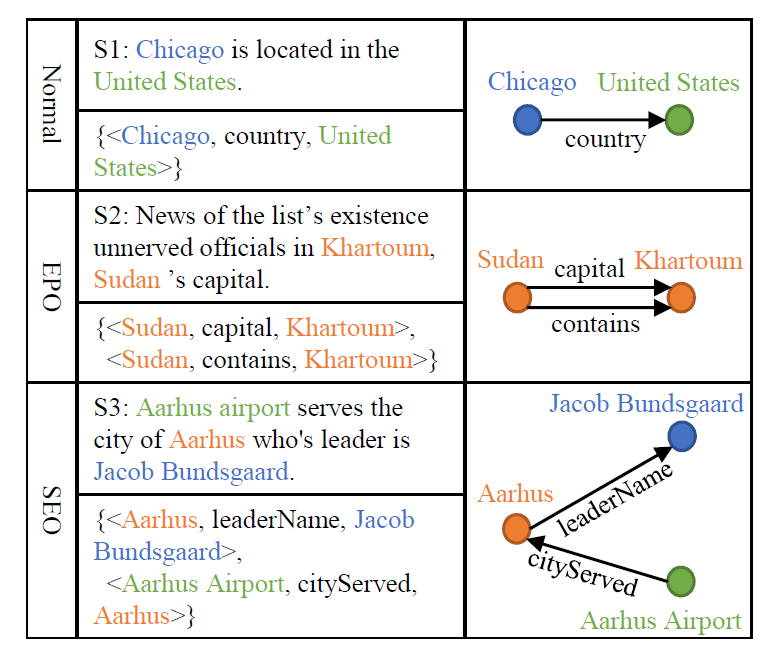 Normal
S1: Chicago is located in the
United States.
{<Chicago, country, United
States>}
Chicago
United States
country
EPO
S2: News of the list’s existence
unnerved officials in Khartoum,
Sudan ’s capital.
{<Sudan, capital, Khartoum>,
<Sudan, contains, Khartoum>}
Sudan
capital
Khartoum
contains
SEO
S3: Aarhus airport serves the
city of Aarhus who's leader is
Jacob Bundsgaard.
{<Aarhus, leaderName, Jacob
Bundsgaard>,
<Aarhus Airport, cityServed,
Aarhus>}
Jacob Bundsgaard
Aarhus
leaderName
cityServed
Aarhus Airport